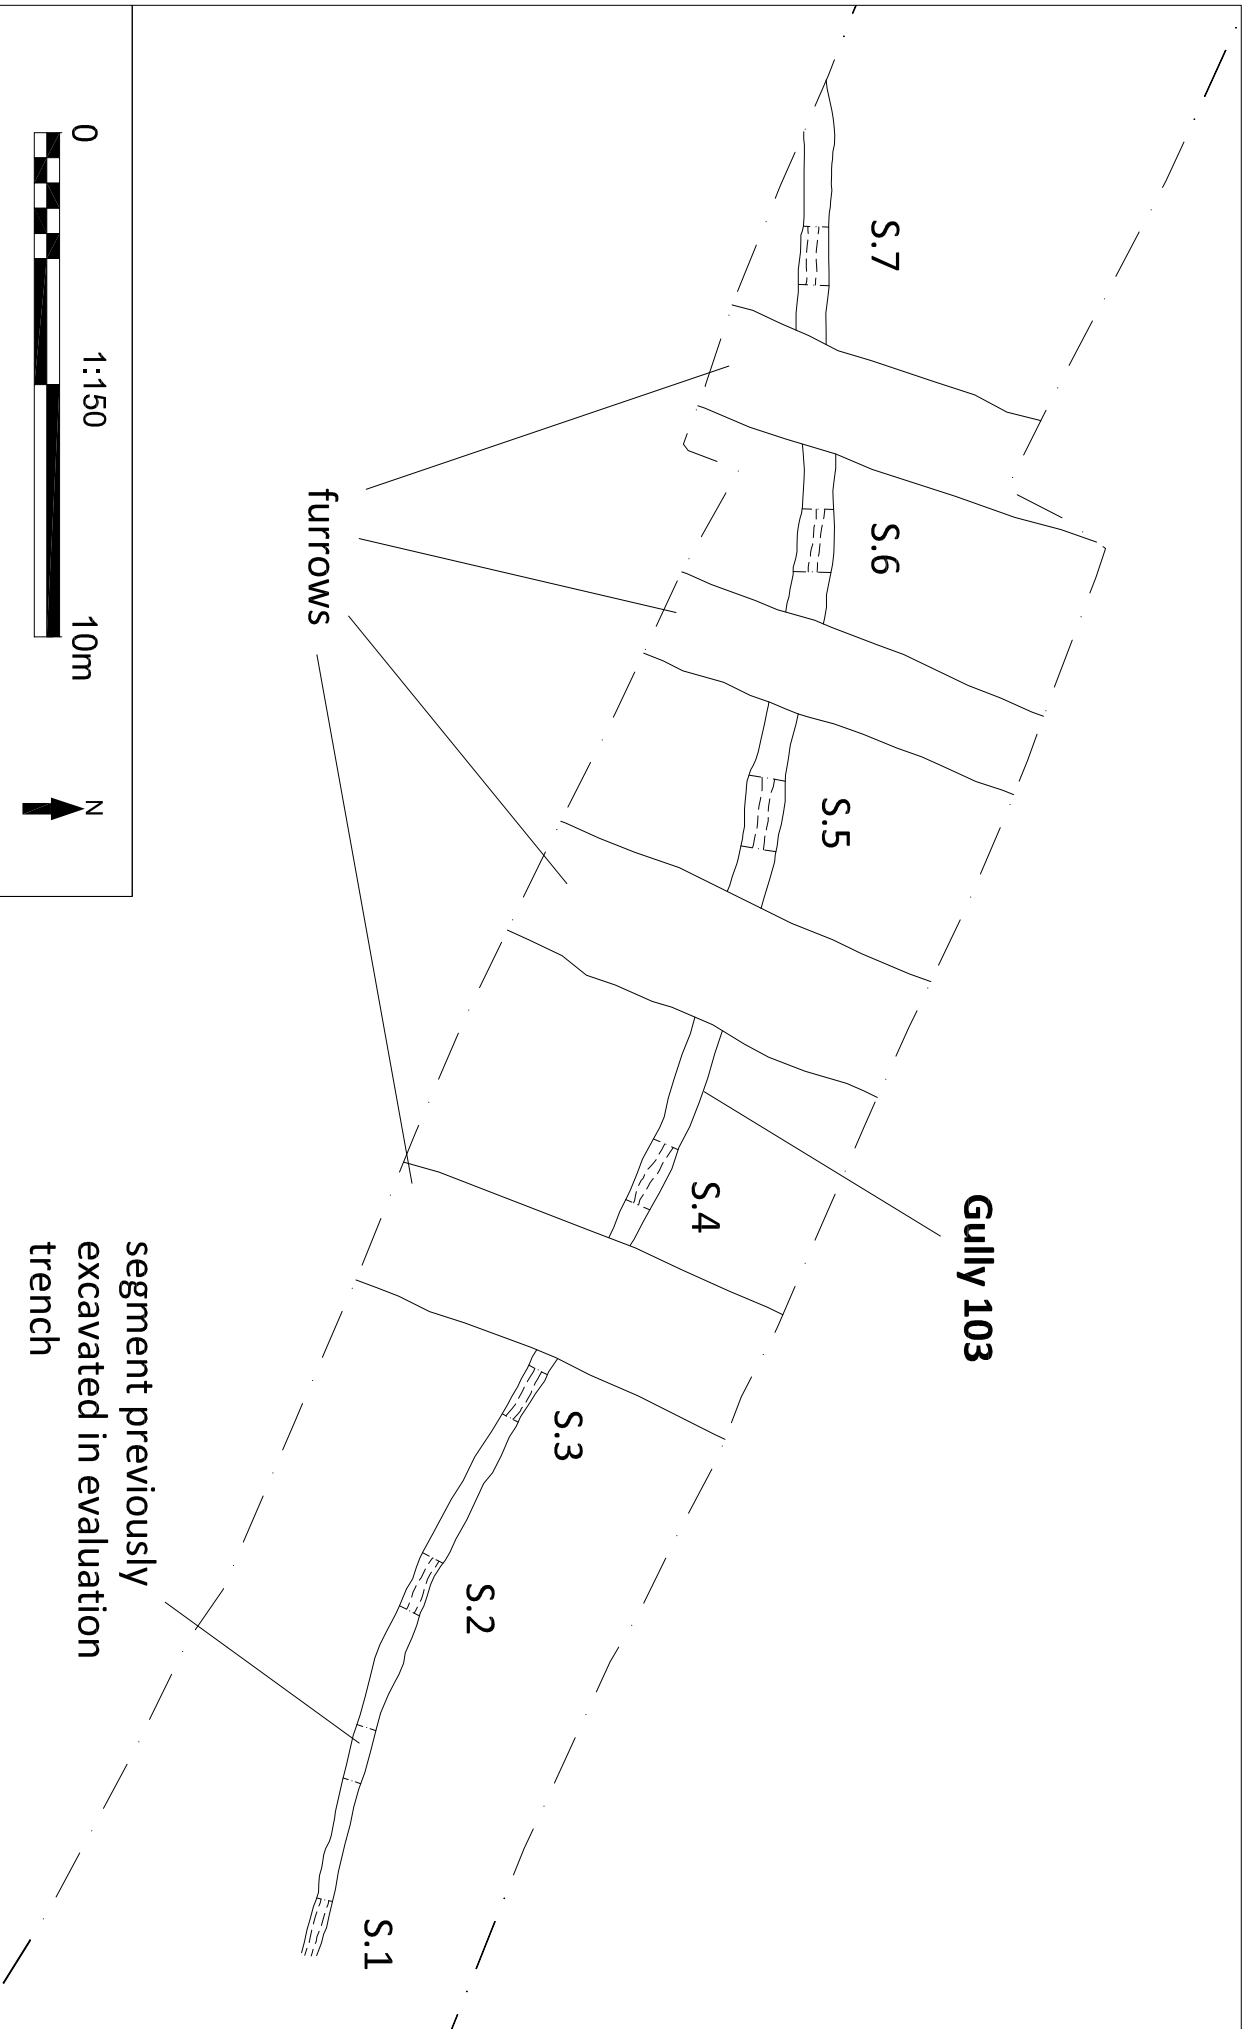 S.7
S.6
S.5
Gully 103
S.4
S.3
S.2
S.1
furrows
segment previously
excavated in evaluation
trench
0
1:150
10m
N